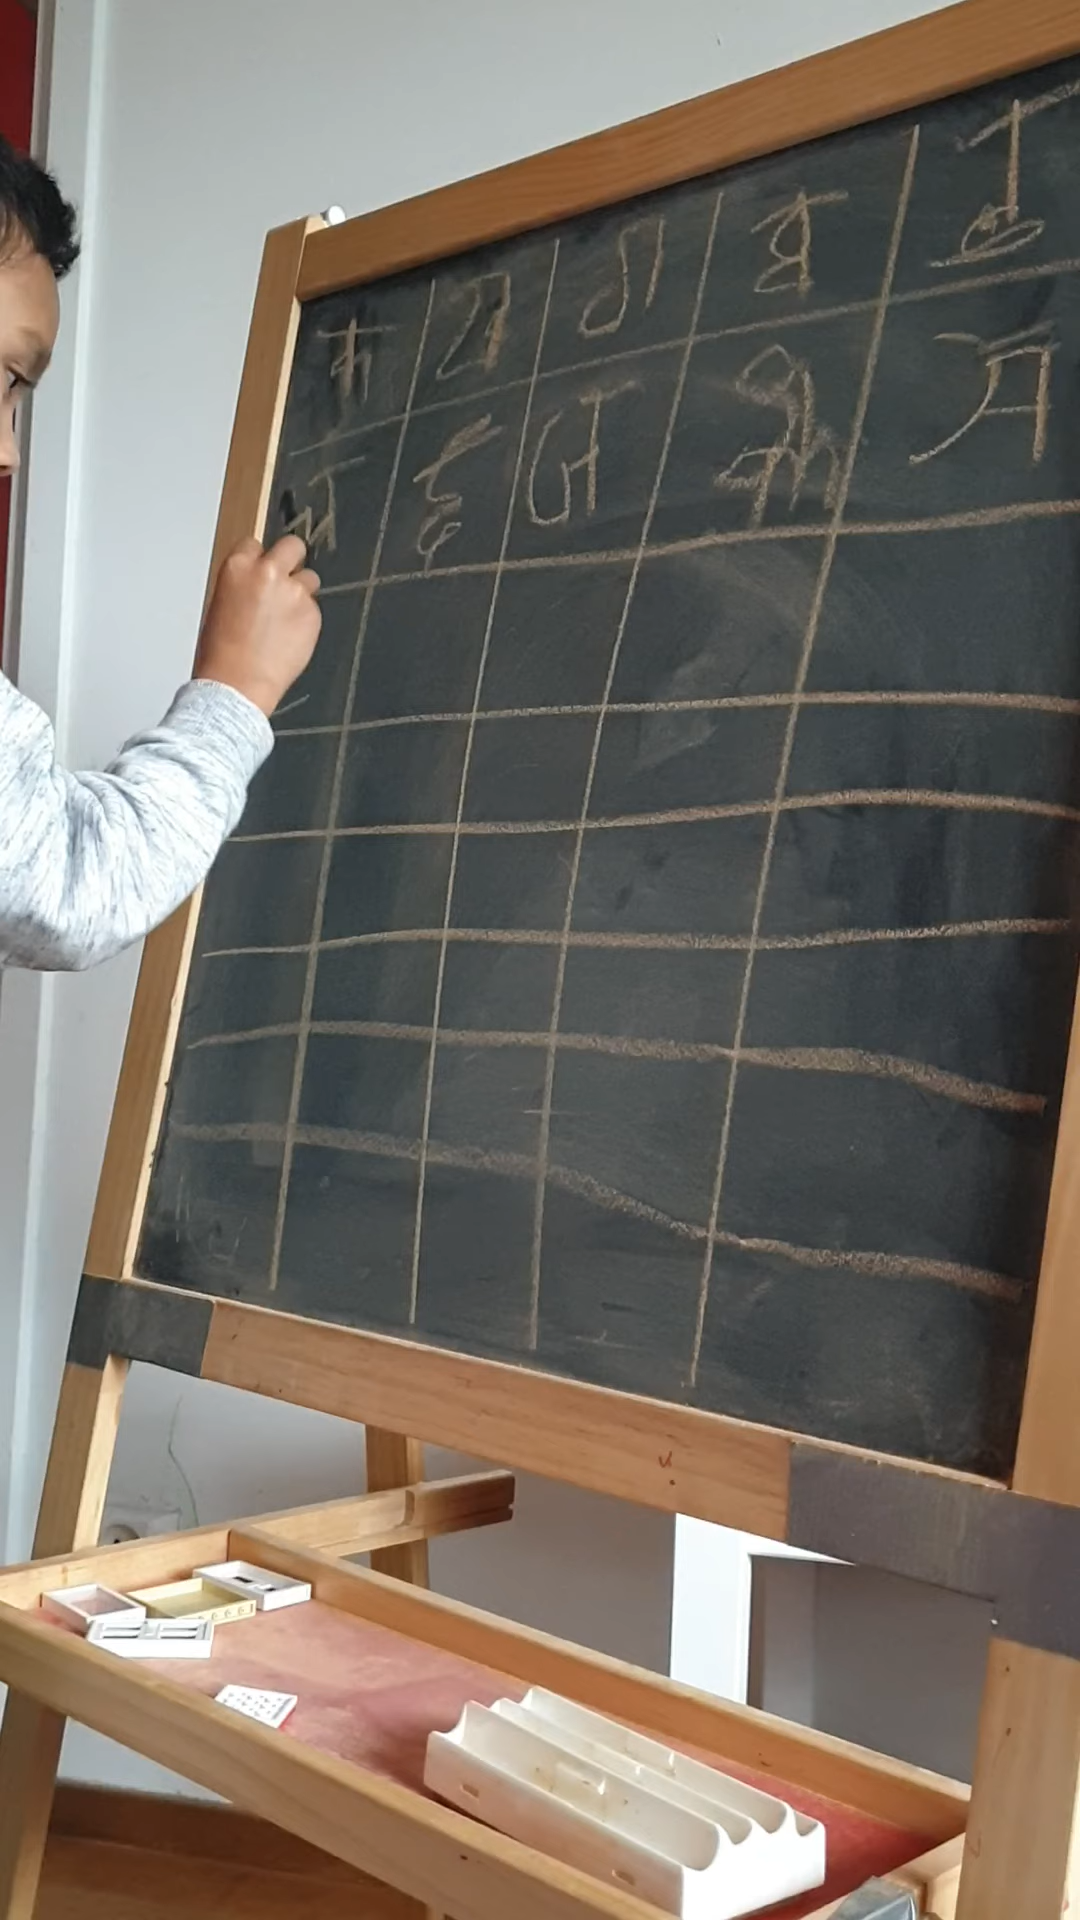 क ख ग घ ङ
च छ ज झ ञ